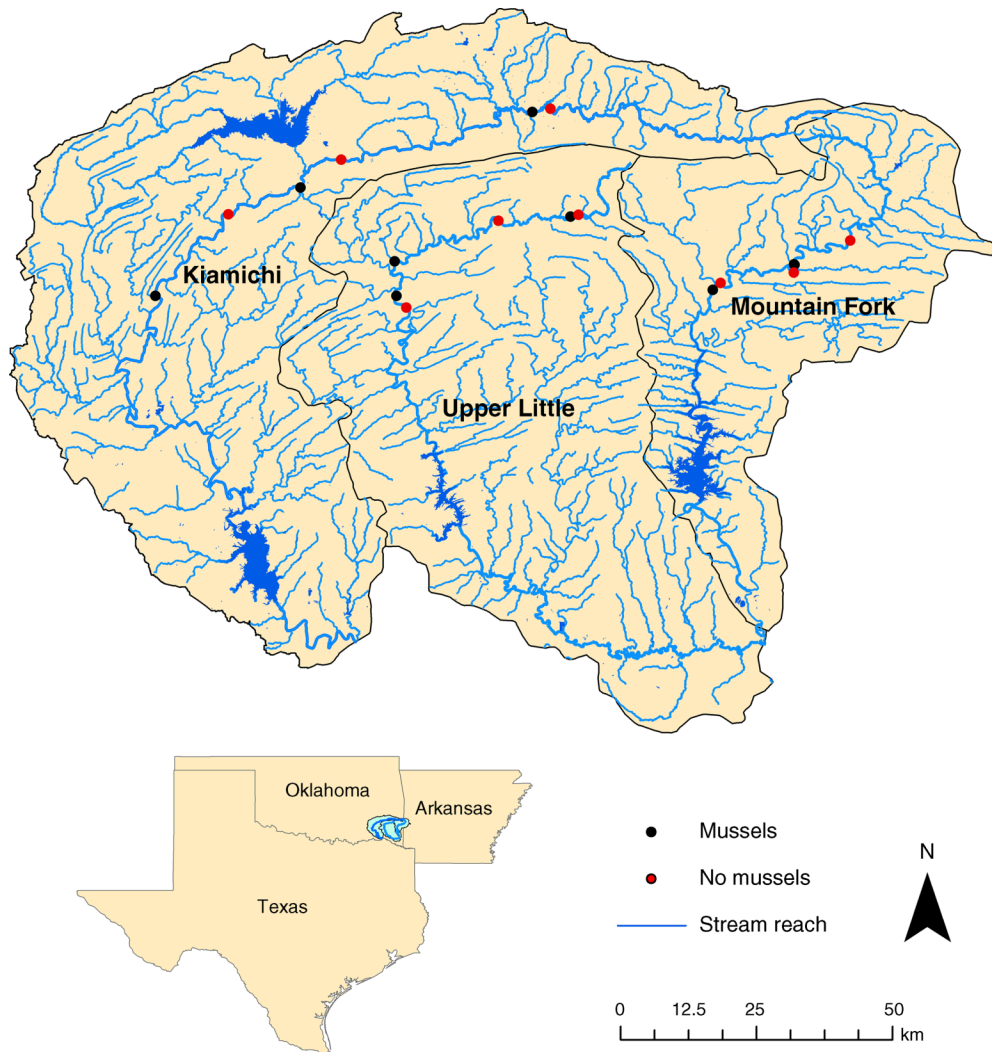 Kiamichi
Mountain Fork
Upper Little
Oklahoma
Arkansas
Texas
Mussels
No mussels
Stream reach
N
0 12.5 25 50
km